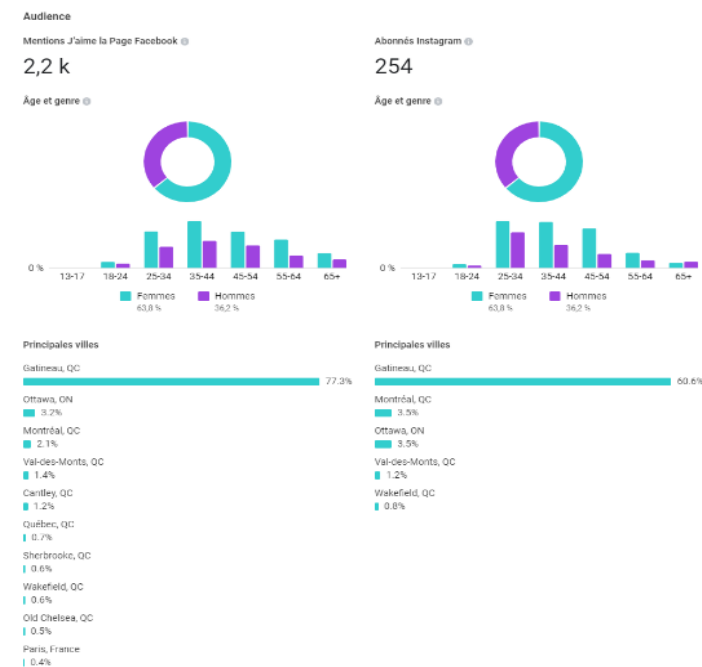 Audience
Mentions J'aime la Page Facebook
2,2 k
Âge et genre
0 %
13-17 18-24 25-34 35-44 45-54 55-64 65+
Femmes Hommes
63,8 % 36,2 %
Principales villes
Gatineau, QC
77.3%
Ottawa, ON
3.2%
Montréal, QC
2.1%
Val-des-Monts, QC
1.4%
Cantley, QC
1.2%
Québec, QC
0.7%
Sherbrooke, QC
0.6%
Wakefield, QC
0.6%
Old Chelsea, QC
0.5%
Paris, France
0.4%
Abonnés Instagram
254
Âge et genre
0 %
13-17 18-24 25-34 35-44 45-54 55-64 65+
Femmes Hommes
63,8 % 36,2 %
Principales villes
Gatineau, QC
60.6%
Montréal, QC
3.5%
Ottawa, ON
3.5%
Val-des-Monts, QC
1.2%
Wakefield, QC
0.8%